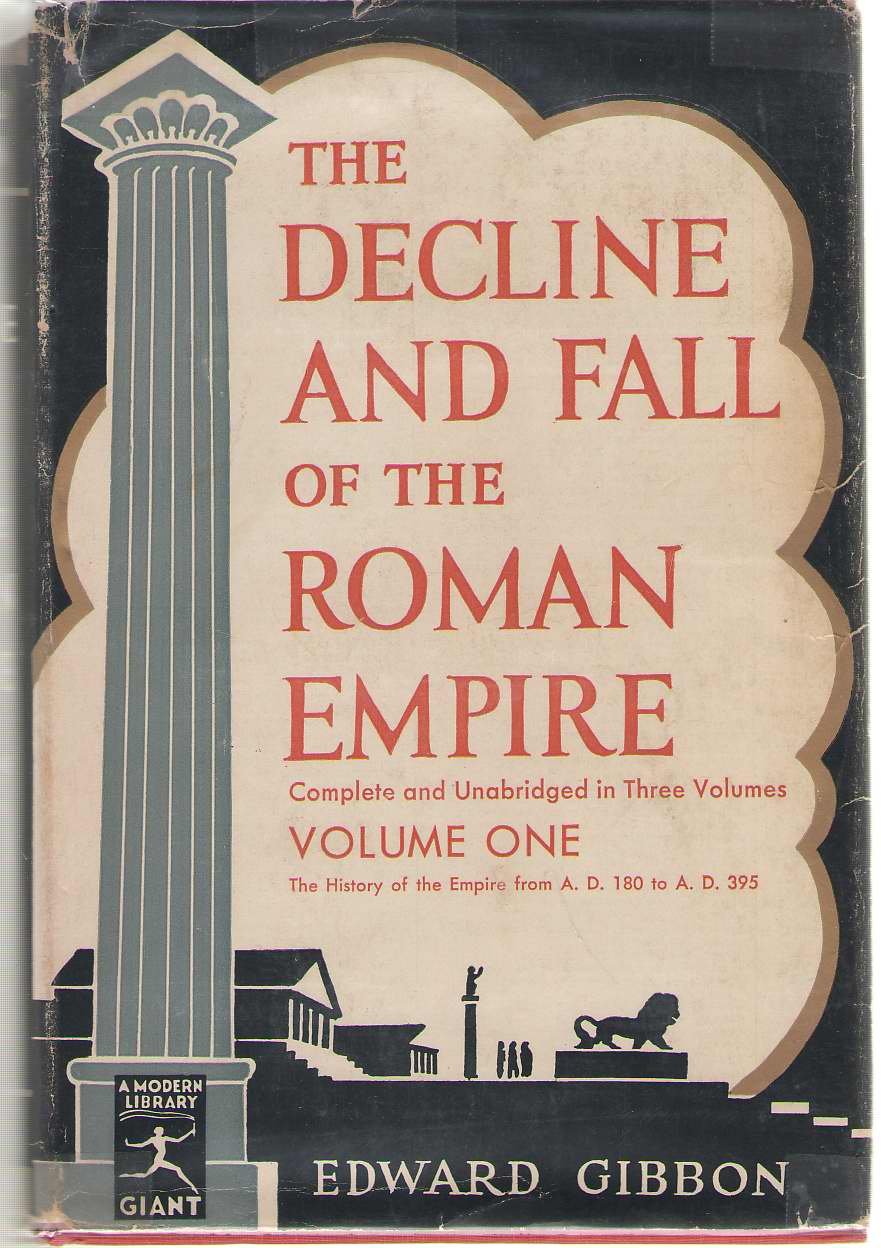 THE
DECLINE
AND FALL
OF THE
ROMAN
EMPIRE
Complete and Unabridged in Three Volumes
VOLUME ONE
The History of the Empire from A. D. 180 to A. D. 395
A MODERN
LIBRARY
GIANT
EDWARD GIBBON